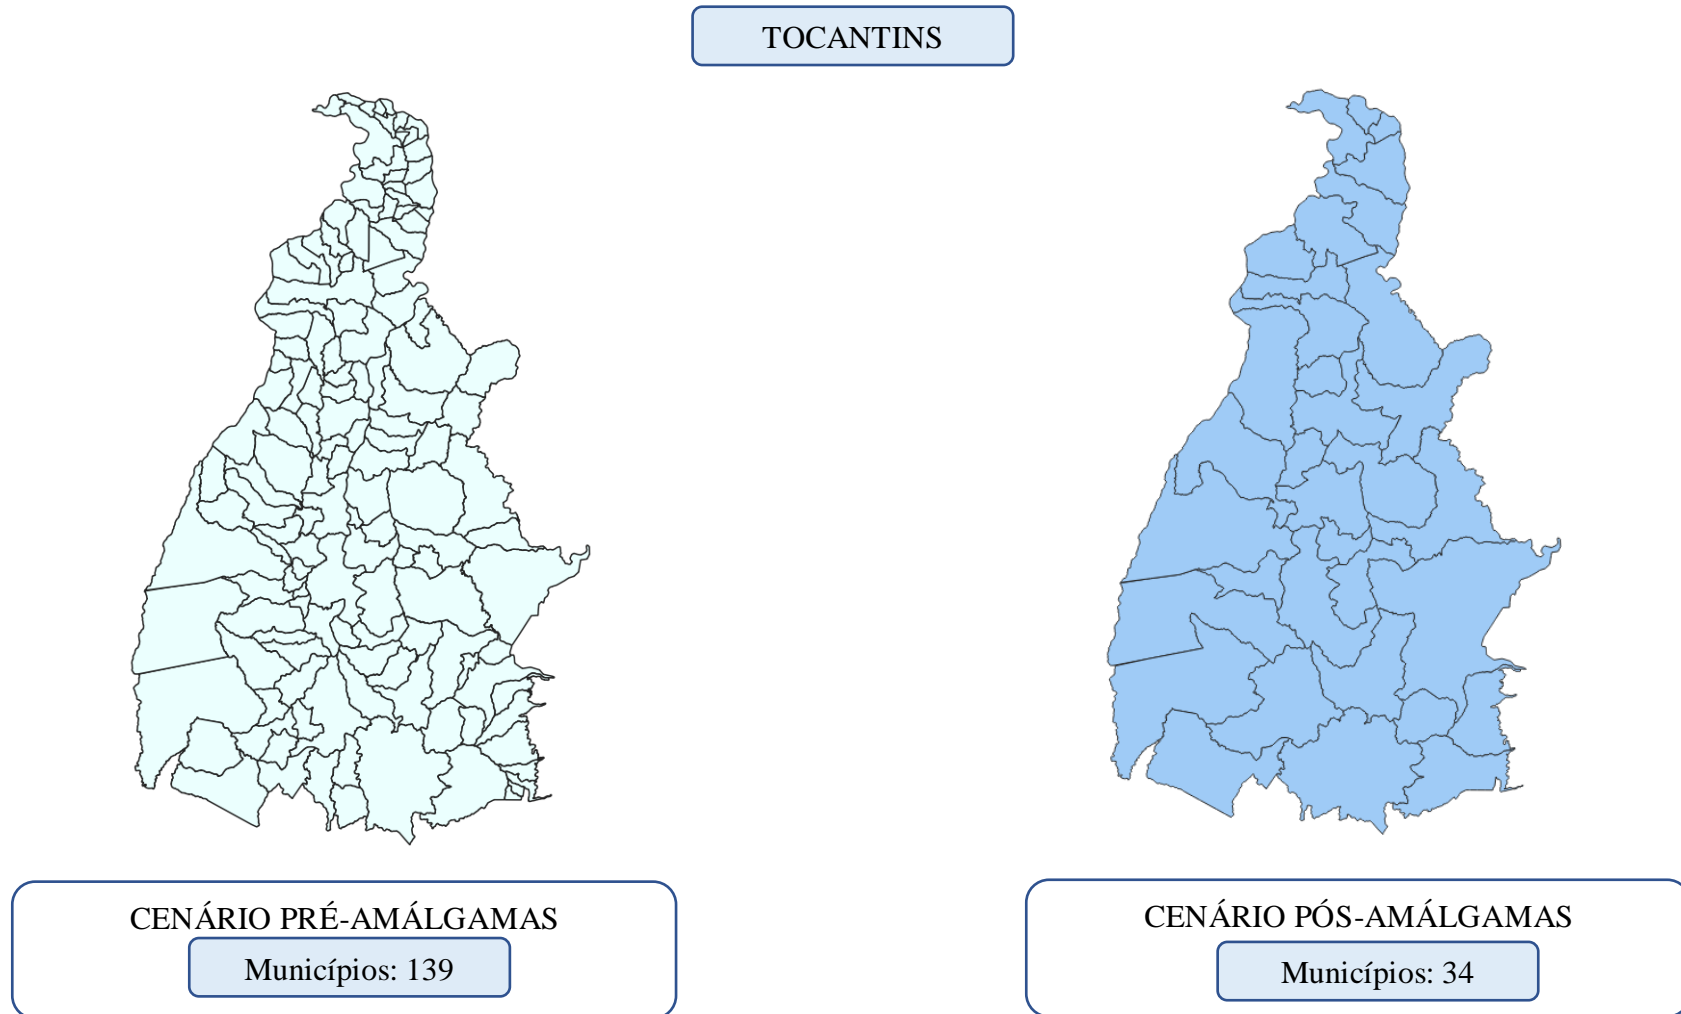 TOCANTINS
CENÁRIO PRÉ-AMÁLGAMAS
Municípios: 139
CENÁRIO PÓS-AMÁLGAMAS
Municípios: 34